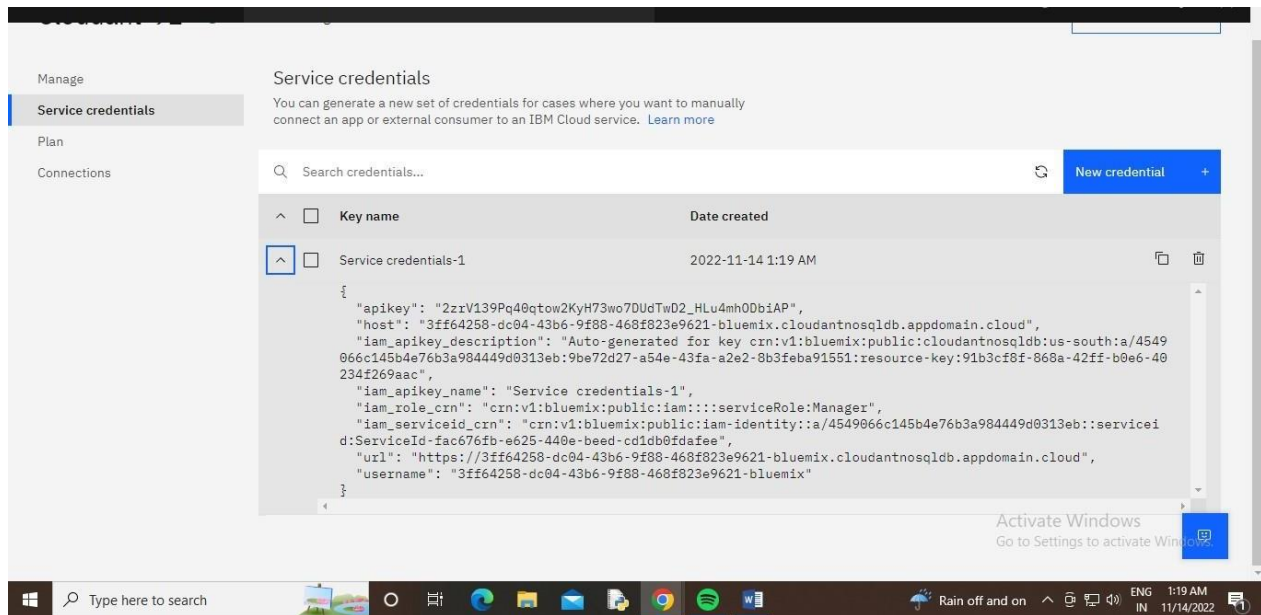 Manage
Service credentials
Plan
Connections
Service credentials
You can generate a new set of credentials for cases where you want to manually
connect an app or external consumer to an IBM Cloud service. Learn more
Search credentials...
New credential +
Key name Date created
Service credentials-1 2022-11-14 1:19 AM
{
"apikey": "2zrV139Pq40qtow2KyH73wo7DUdTwD2_HLu4mhODbiAP",
"host": "3ff64258-dc04-43b6-9f88-468f823e9621-bluemix.cloudantnosqldb.appdomain.cloud",
"iam_apikey_description": "Auto-generated for key crn:v1:bluemix:public:cloudantnosqldb:us-south:a/4549
066c145b4e76b3a984449d0313eb:9be72d27-a54e-43fa-a2e2-8b3feba91551:resource-key:91b3cf8f-868a-42ff-b0e6-40
234f269aac",
"iam_apikey_name": "Service credentials-1",
"iam_role_crn": "crn:v1:bluemix:public:iam::::serviceRole:Manager",
"iam_serviceid_crn": "crn:v1:bluemix:public:iam-identity::a/4549066c145b4e76b3a984449d0313eb::servicei
d:ServiceId-fac676fb-e625-440e-beed-cd1db0fdafee",
"url": "https://3ff64258-dc04-43b6-9f88-468f823e9621-bluemix.cloudantnosqldb.appdomain.cloud",
"username": "3ff64258-dc04-43b6-9f88-468f823e9621-bluemix"
}
Activate Windows
Go to Settings to activate Windows.
Type here to search
Rain off and on
ENG 1:19 AM
IN 11/14/2022